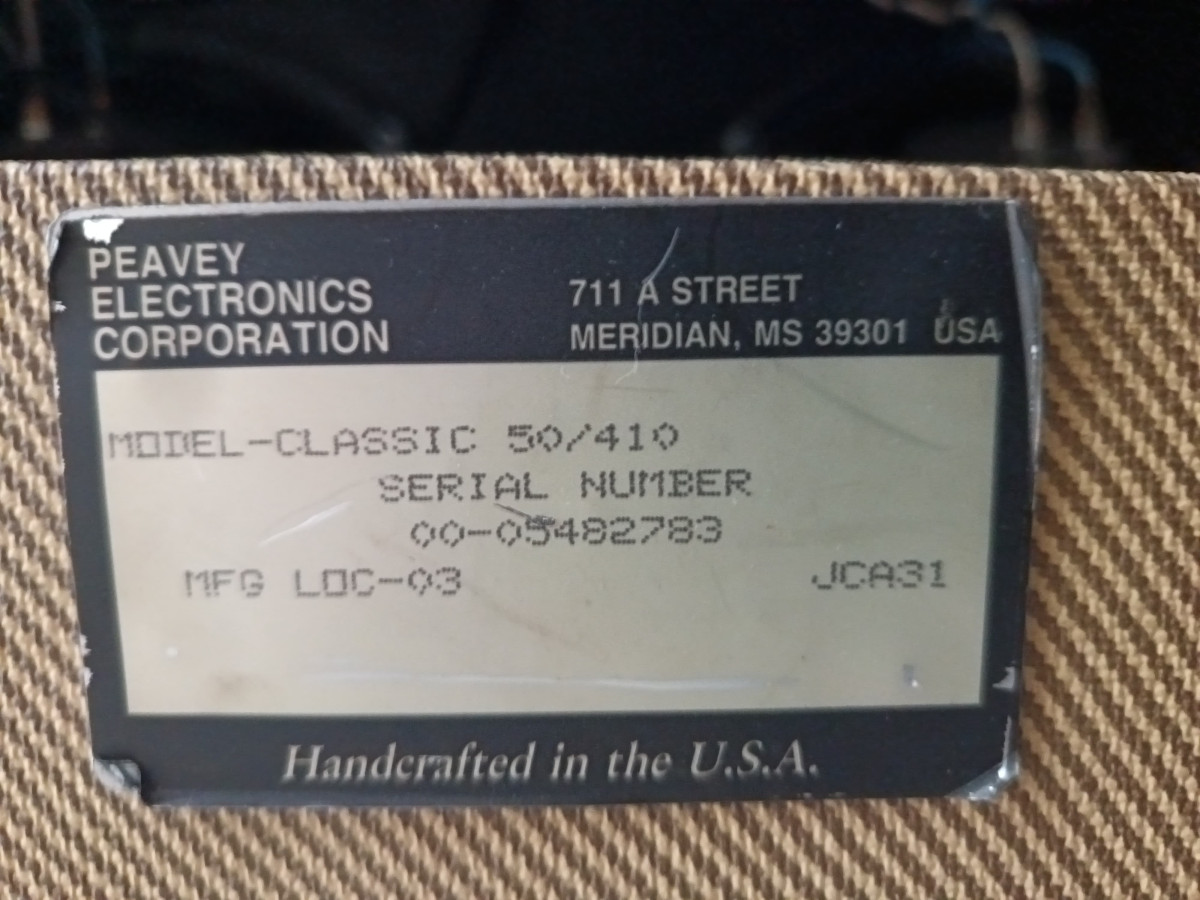 PEAVEY
ELECTRONICS
CORPORATION
711 A STREET
MERIDIAN, MS 39301 USA
MODEL-CLASSIC 50/410
SERIAL NUMBER
00-05482783
MFG LOC-03 JCA31
Handcrafted in the U.S.A.